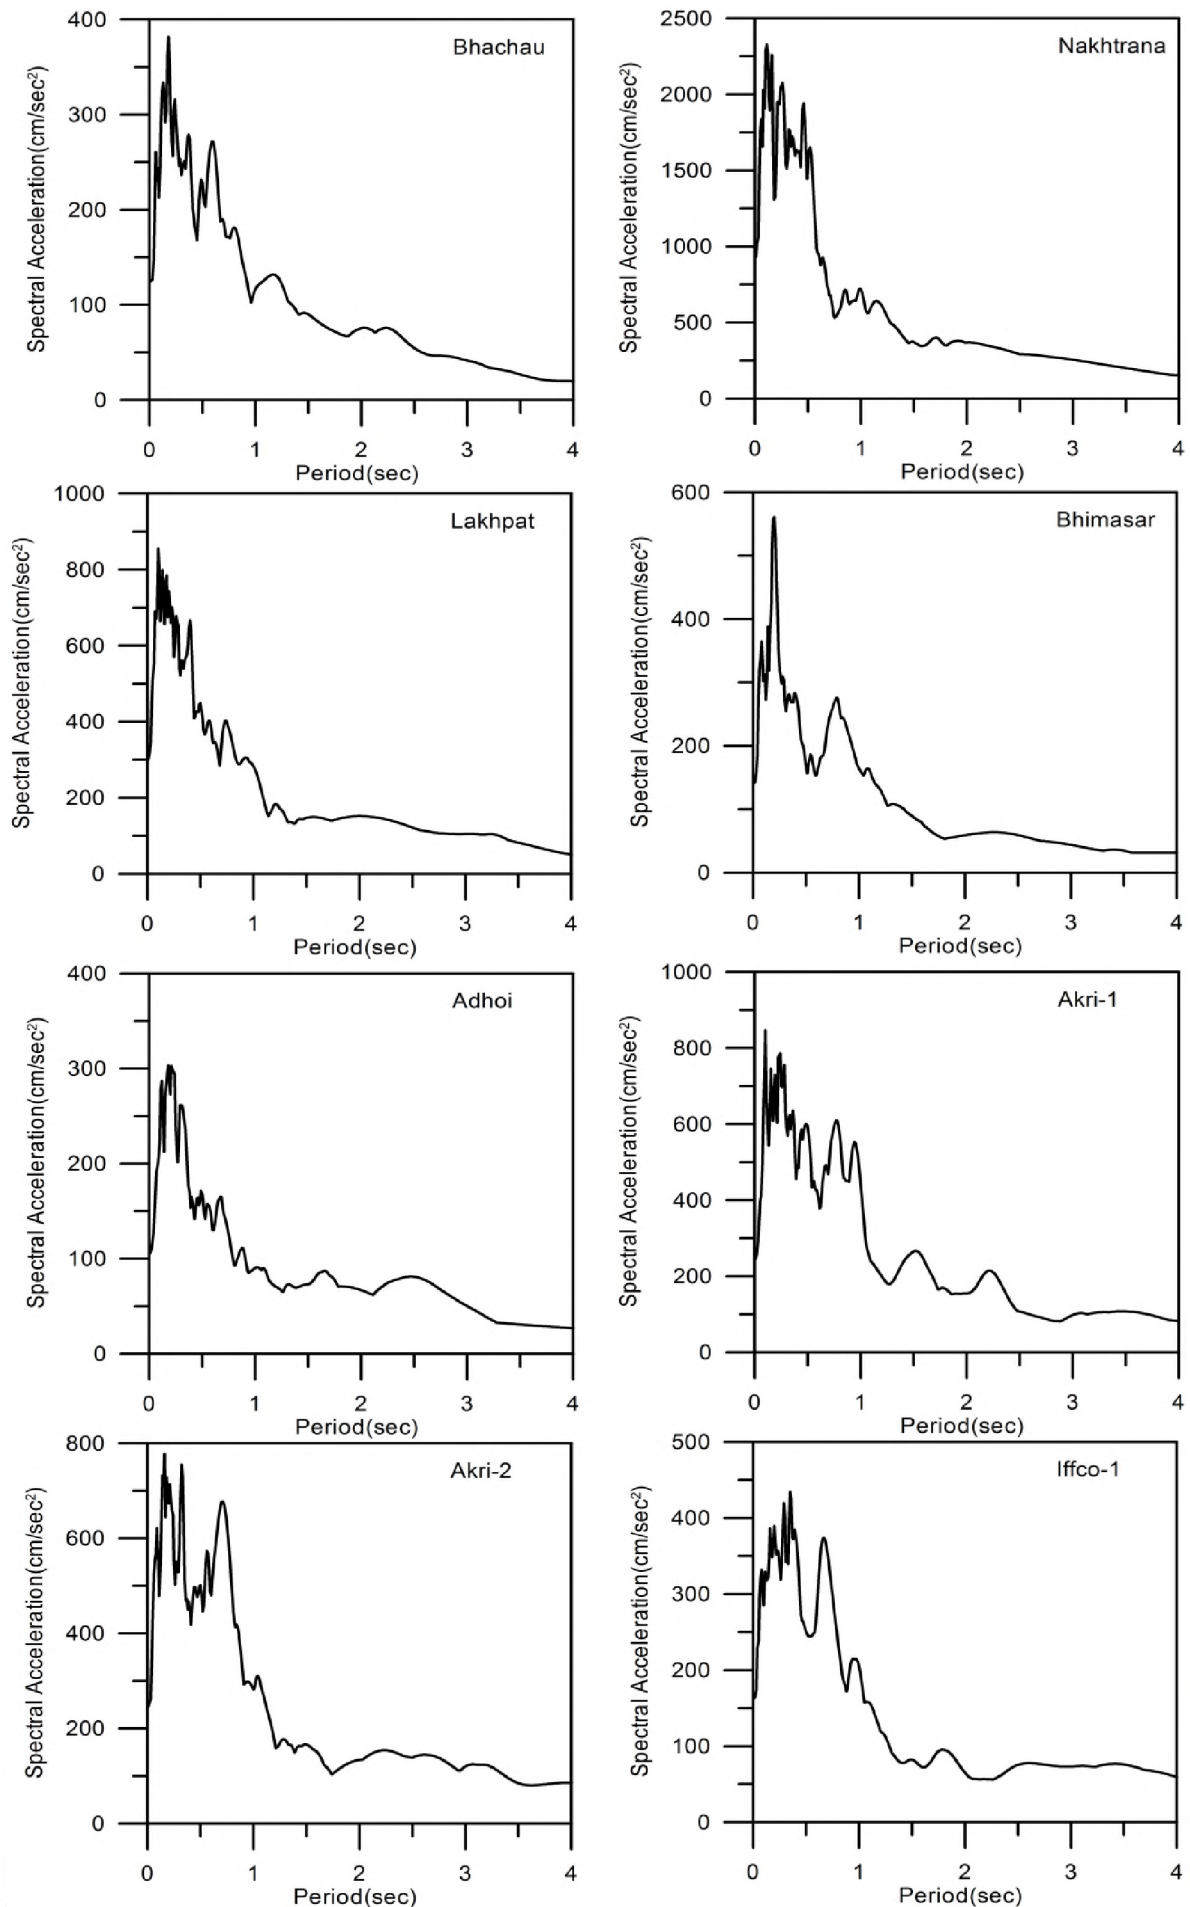 Bhachau
Spectral Acceleration(cm/sec²)
400
300
200
100
0
0 1 2 3 4
Period(sec)
Nakhtrana
Spectral Acceleration(cm/sec²)
2500
2000
1500
1000
500
0
0 1 2 3 4
Period(sec)
Lakhpat
Spectral Acceleration(cm/sec²)
1000
800
600
400
200
0
0 1 2 3 4
Period(sec)
Bhimasar
Spectral Acceleration(cm/sec²)
600
400
200
0
0 1 2 3 4
Period(sec)
Adhoi
Spectral Acceleration(cm/sec²)
400
300
200
100
0
0 1 2 3 4
Period(sec)
Akri-1
Spectral Acceleration(cm/sec²)
1000
800
600
400
200
0
0 1 2 3 4
Period(sec)
Akri-2
Spectral Acceleration(cm/sec²)
800
600
400
200
0
0 1 2 3 4
Period(sec)
Iffco-1
Spectral Acceleration(cm/sec²)
500
400
300
200
100
0
0 1 2 3 4
Period(sec)